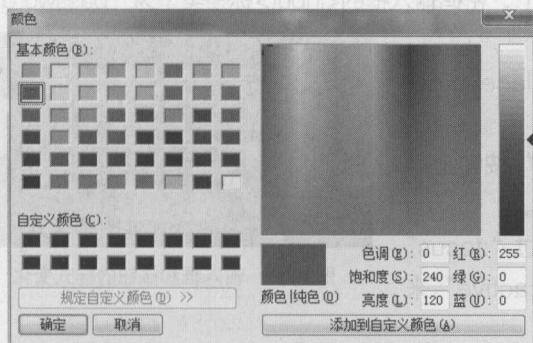 颜色
基本颜色(B):
自定义颜色(C):
规定自定义颜色(D) >>
确定 取消
颜色|纯色(O)
色调(E): 0 红(R): 255
饱和度(S): 240 绿(G): 0
亮度(L): 120 蓝(U): 0
添加到自定义颜色(A)